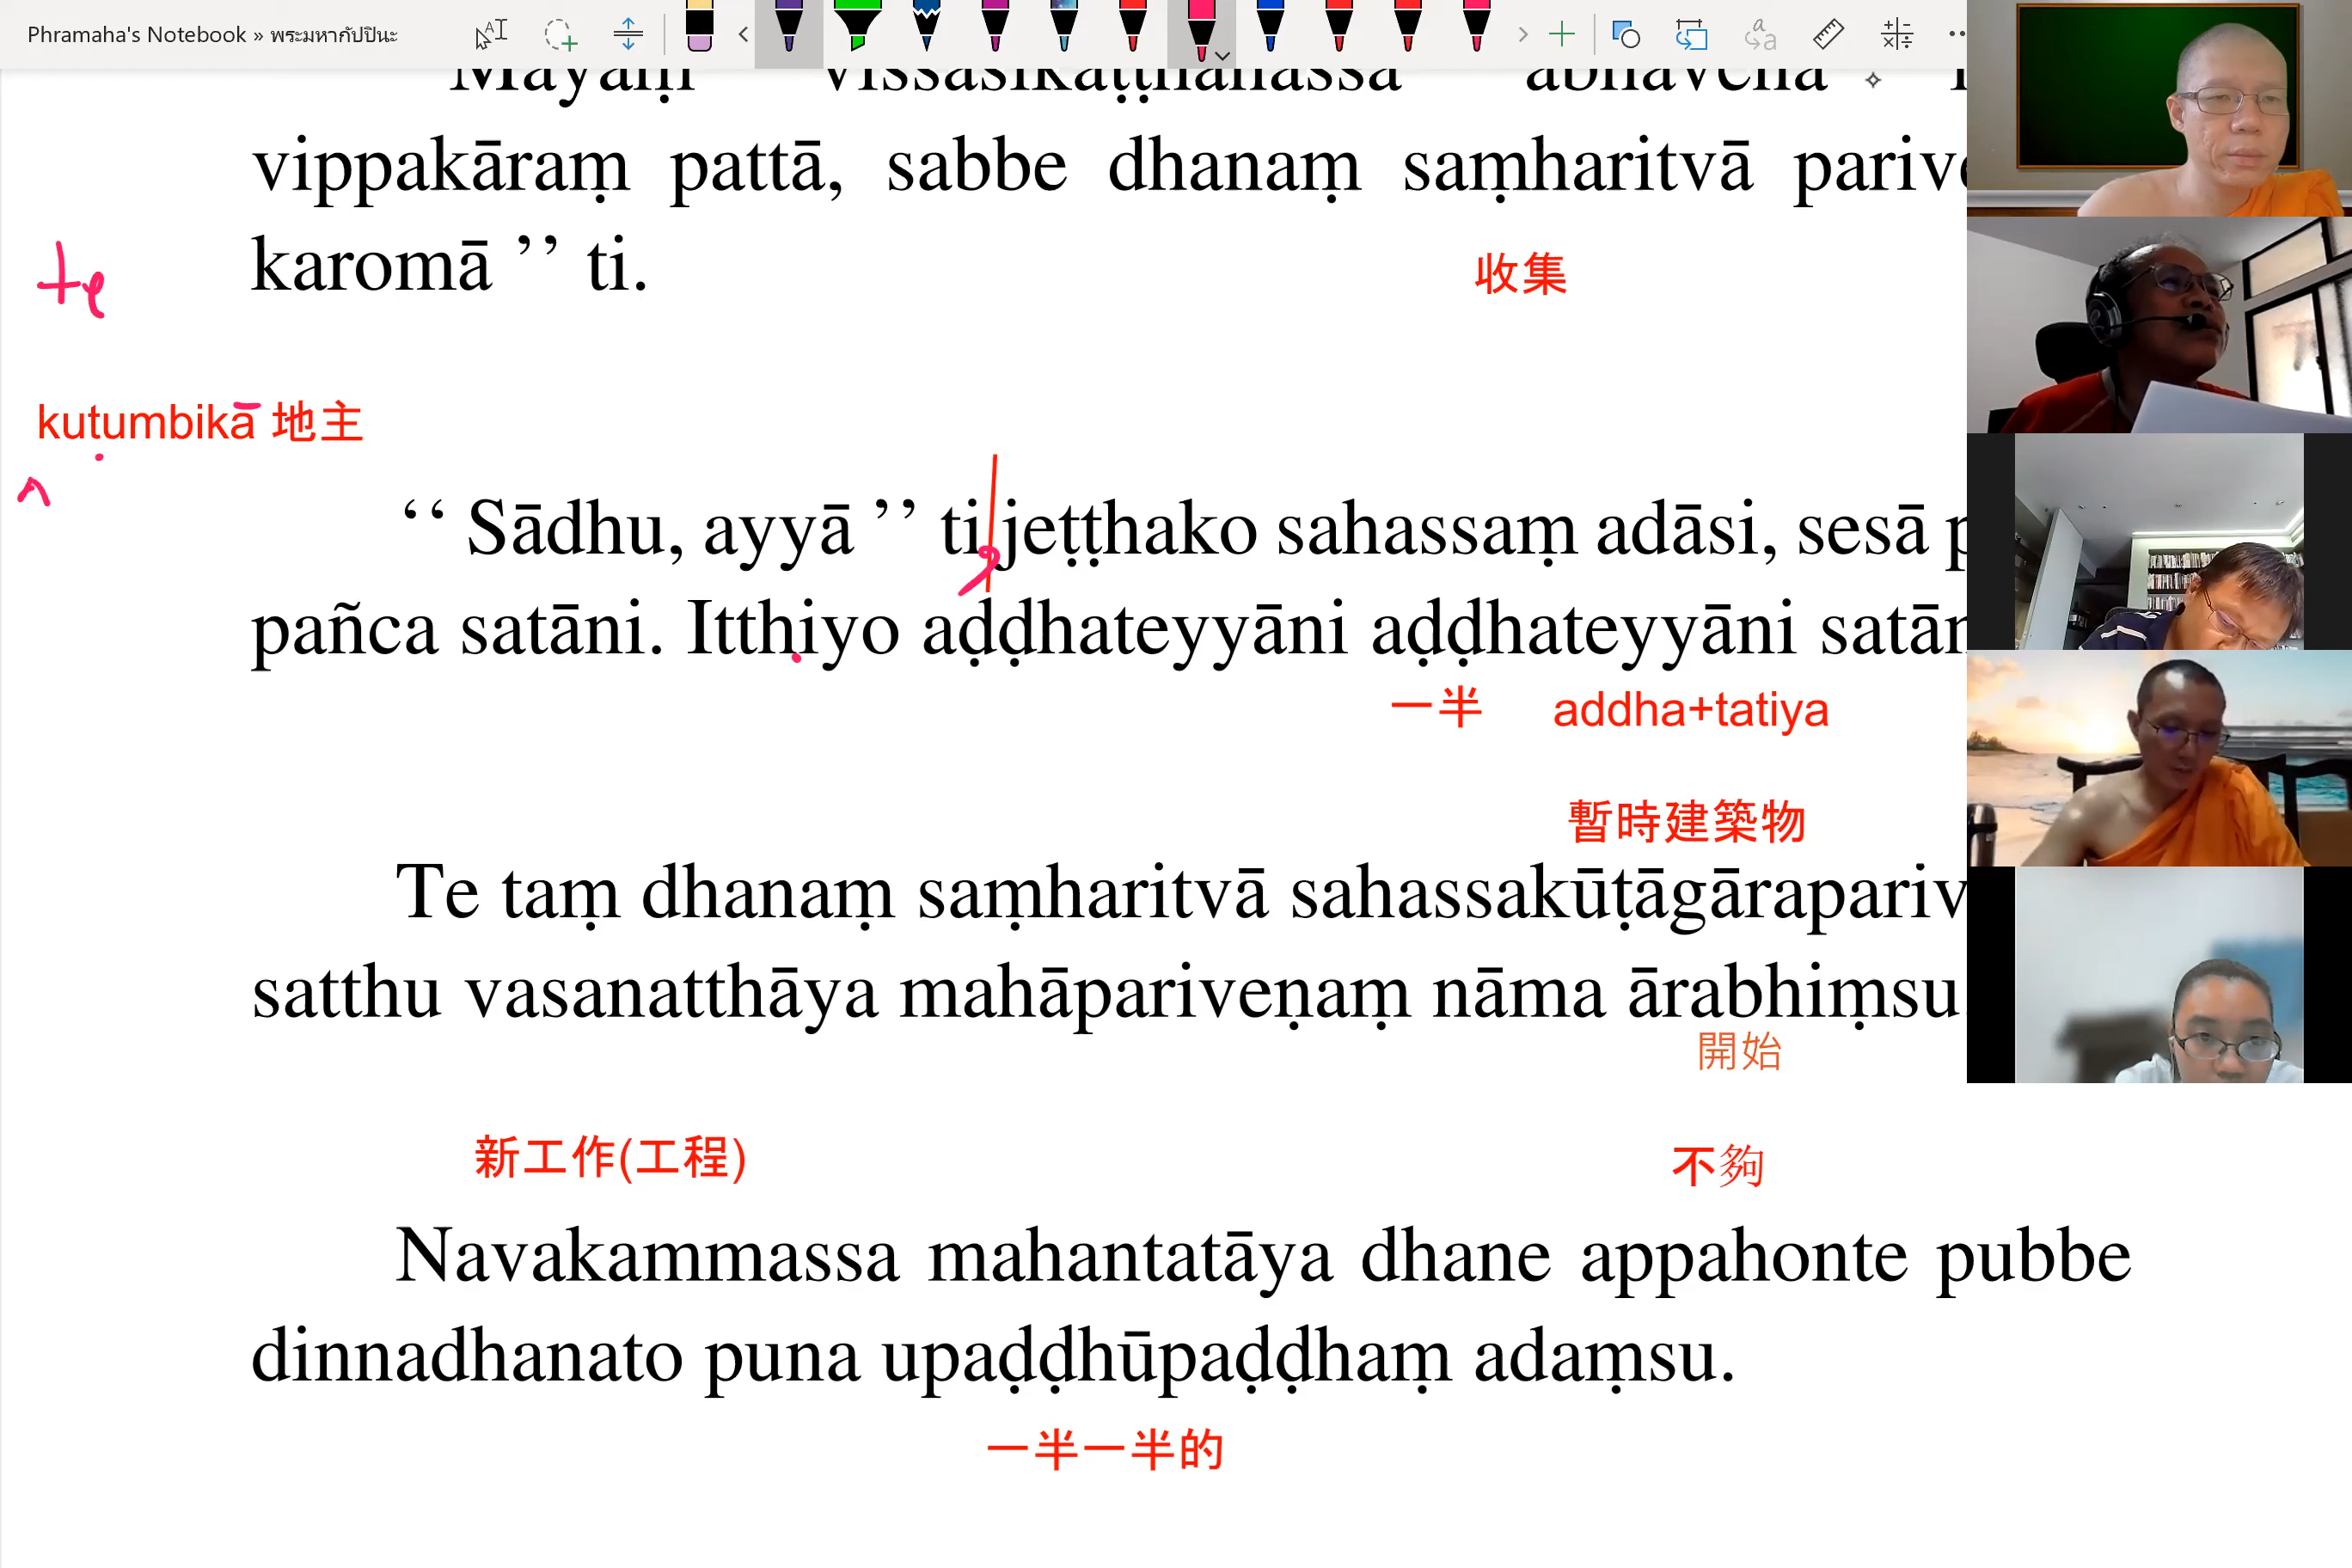 Phramaha's Notebook » พระมหากัปปินะ
Mayaṃ vissāsikaṭṭhānassa abhāvena
vippakāraṃ pattā, sabbe dhanaṃ saṃharitvā
karomā ’’ ti.
收集
te
kuṭumbikā 地主
‘‘ Sādhu, ayyā ’’ ti, jeṭṭhako sahassaṃ adāsi, sesā
pañca satāni. Itthiyo aḍḍhateyyāni aḍḍhateyyāni
一半 addha+tatiya
暫時建築物
Te taṃ dhanaṃ saṃharitvā sahassakūṭāgārapariv
satthu vasanatthāya mahāpariveṇaṃ nāma ārabhiṃsu.
開始
新工作(工程) 不夠
Navakammassa mahantatāya dhane appahonte pubbe
dinnadhanato puna upaḍḍhūpaḍḍhaṃ adaṃsu.
一半一半的